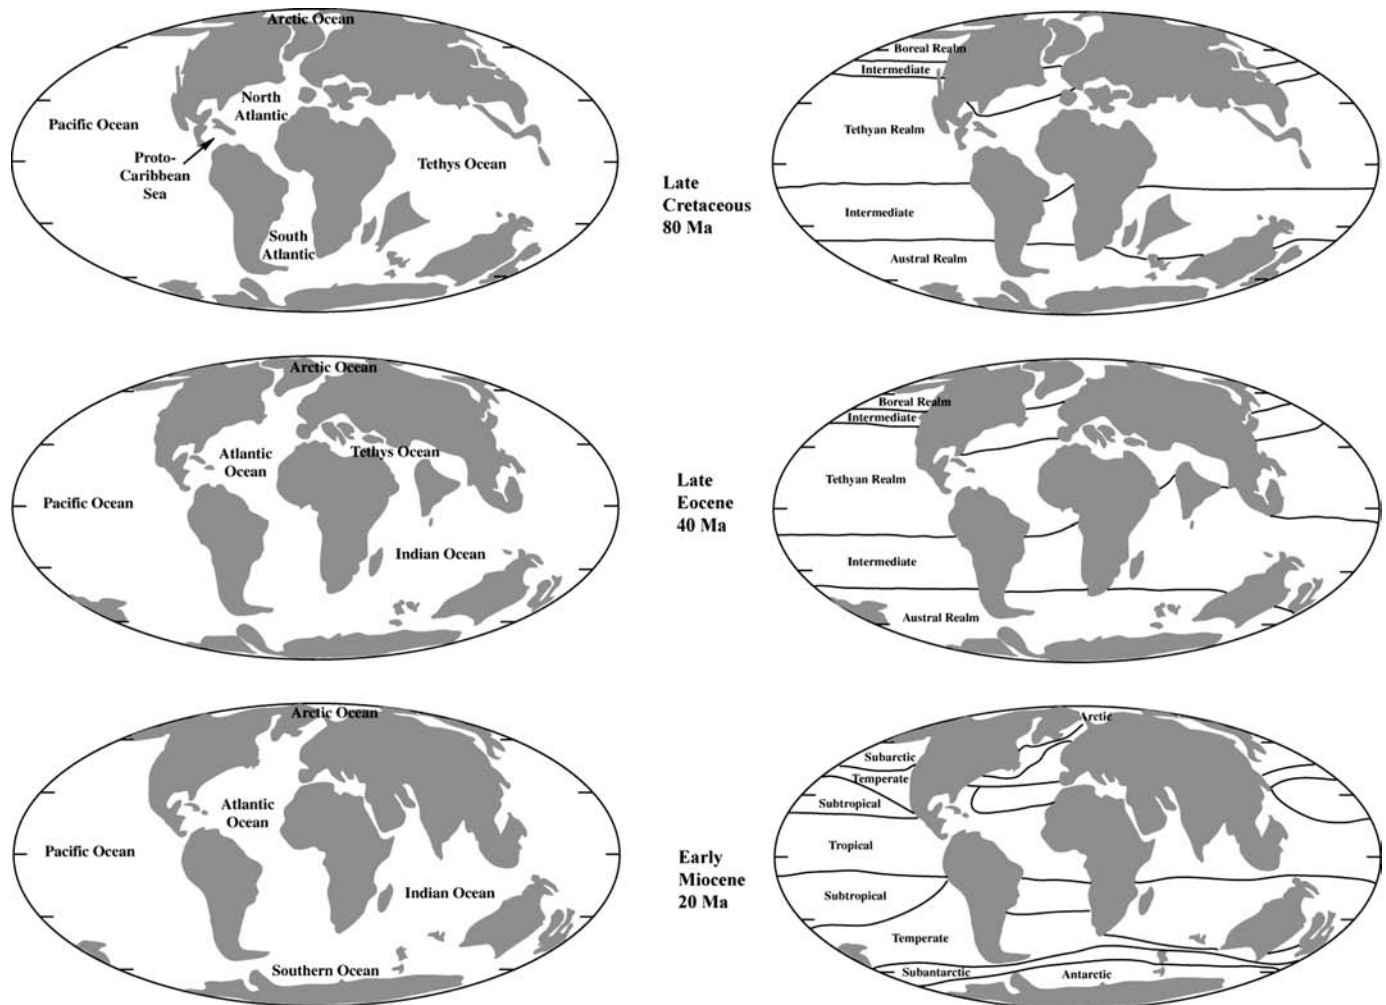 Arctic Ocean
North
Atlantic
Pacific Ocean
Proto-
Caribbean
Sea
Tethys Ocean
South
Atlantic
Late
Cretaceous
80 Ma
Boreal Realm
Intermediate
Tethyan Realm
Intermediate
Austral Realm
Arctic Ocean
Atlantic
Ocean
Tethys Ocean
Pacific Ocean
Indian Ocean
Late
Eocene
40 Ma
Boreal Realm
Intermediate
Tethyan Realm
Intermediate
Austral Realm
Arctic Ocean
Atlantic
Ocean
Pacific Ocean
Indian Ocean
Southern Ocean
Early
Miocene
20 Ma
Arctic
Subarctic
Temperate
Subtropical
Tropical
Subtropical
Temperate
Subantarctic
Antarctic